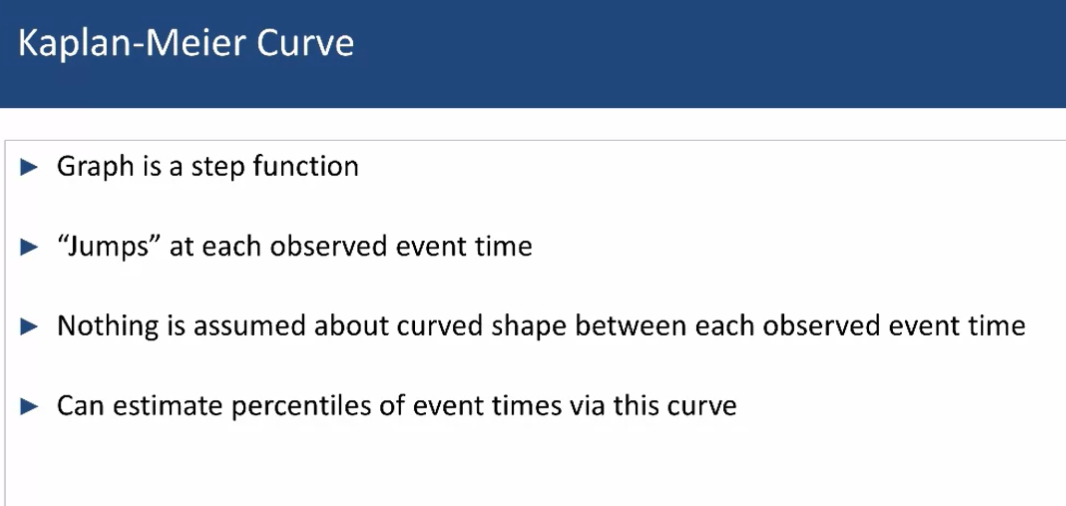 Kaplan-Meier Curve
► Graph is a step function
► “Jumps” at each observed event time
► Nothing is assumed about curved shape between each observed event time
► Can estimate percentiles of event times via this curve